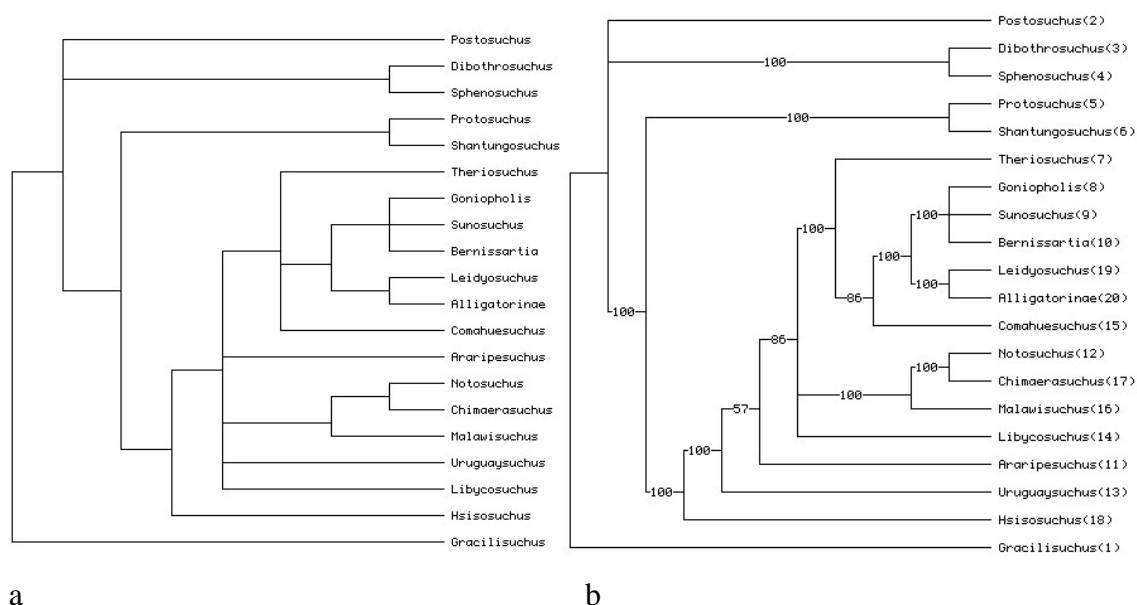 Postosuchus
Dibothrosuchus
Sphenosuchus
Protosuchus
Shantungosuchus
Theriosuchus
Goniopholis
Sunosuchus
Bernissartia
Leidyosuchus
Alligatorinae
Comahuesuchus
Araripesuchus
Notosuchus
Chimaerasuchus
Malawisuchus
Uruguaysuchus
Libycosuchus
Hsisosuchus
Gracilisuchus
a
Postosuchus(2)
Dibothrosuchus(3)
100
Sphenosuchus(4)
Protosuchus(5)
100
Shantungosuchus(6)
Theriosuchus(7)
Goniopholis(8)
100
Sunosuchus(9)
100
Bernissartia(10)
100
Leidyosuchus(19)
100
Alligatorinae(20)
86
100
Comahuesuchus(15)
86
Notosuchus(12)
100
Chimaerasuchus(17)
100
Malawisuchus(16)
57
Libycosuchus(14)
100
Araripesuchus(11)
100
Uruguaysuchus(13)
Hsisosuchus(18)
Gracilisuchus(1)
b